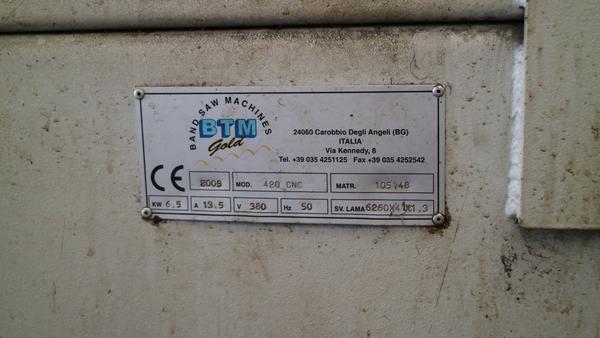 BAND SAW MACHINES
BTM
Gold
24060 Carobbio Degli Angeli (BG)
ITALIA
Via Kennedy, 8
Tel. +39 035 4251125 Fax +39 035 4252542
CE 2008 MOD. 420 CNC MATR.
KW 6,5 A 13.5 V 380 Hz 50 SV. LAMA